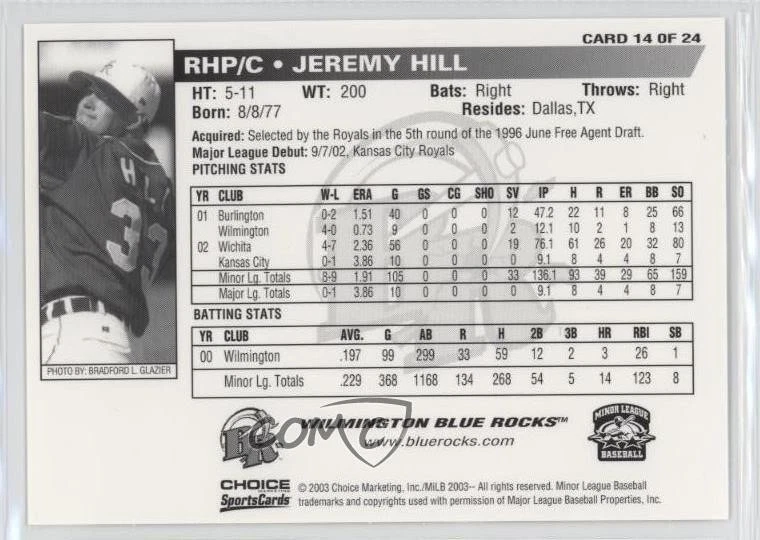 CARD 14 OF 24
RHP/C • JEREMY HILL
HT: 5-11 WT: 200 Bats: Right Throws: Right
Born: 8/8/77 Resides: Dallas,TX
Acquired: Selected by the Royals in the 5th round of the 1996 June Free Agent Draft.
Major League Debut: 9/7/02, Kansas City Royals
PITCHING STATS
YR CLUB W-L ERA G GS CG SHO SV IP H R ER BB SO
01 Burlington 0-2 1.51 40 0 0 0 12 47.2 22 11 8 25 66
Wilmington 4-0 0.73 9 0 0 0 2 12.1 10 2 1 8 13
02 Wichita 4-7 2.36 56 0 0 0 19 76.1 61 26 20 32 80
Kansas City 0-1 3.86 10 0 0 0 0 9.1 8 4 4 8 7
Minor Lg. Totals 8-9 1.91 105 0 0 0 33 136.1 93 39 29 65 159
Major Lg. Totals 0-1 3.86 10 0 0 0 0 9.1 8 4 4 8 7
BATTING STATS
YR CLUB AVG. G AB R H 2B 3B HR RBI SB
00 Wilmington .197 99 299 33 59 12 2 3 26 1
Minor Lg. Totals .229 368 1168 134 268 54 5 14 123 8
HILL
3
PHOTO BY: BRADFORD L. GLAZIER
BR
COMC
WILMINGTON BLUE ROCKS™
www.bluerocks.com
MINOR LEAGUE
BASEBALL
CHOICE
SportsCards
© 2003 Choice Marketing, Inc./MiLB 2003-- All rights reserved. Minor League Baseball
trademarks and copyrights used with permission of Major League Baseball Properties, Inc.